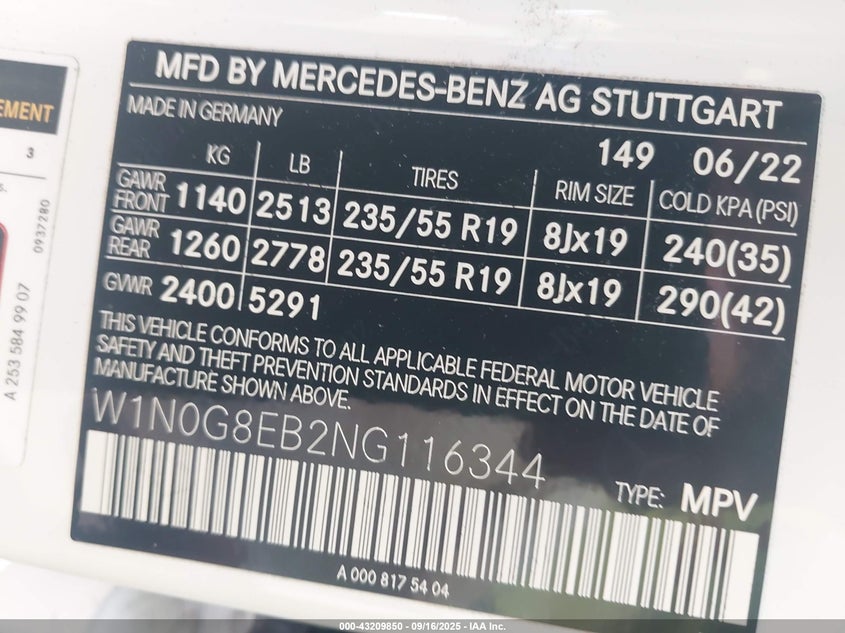 EMENT
3
S.
0937280
A 253 584 99 07
MFD BY MERCEDES-BENZ AG STUTTGART
MADE IN GERMANY
149 06/22
KG LB TIRES RIM SIZE COLD KPA (PSI)
GAWR FRONT 1140 2513 235/55 R19 8Jx19 240(35)
GAWR REAR 1260 2778 235/55 R19 8Jx19 290(42)
GVWR 2400 5291
THIS VEHICLE CONFORMS TO ALL APPLICABLE FEDERAL MOTOR VEHICLE
SAFETY AND THEFT PREVENTION STANDARDS IN EFFECT ON THE DATE OF
MANUFACTURE SHOWN ABOVE.
W1N0G8EB2NG116344
TYPE: MPV
A 000 817 54 04
000-43209850 - 09/16/2025 - IAA Inc.